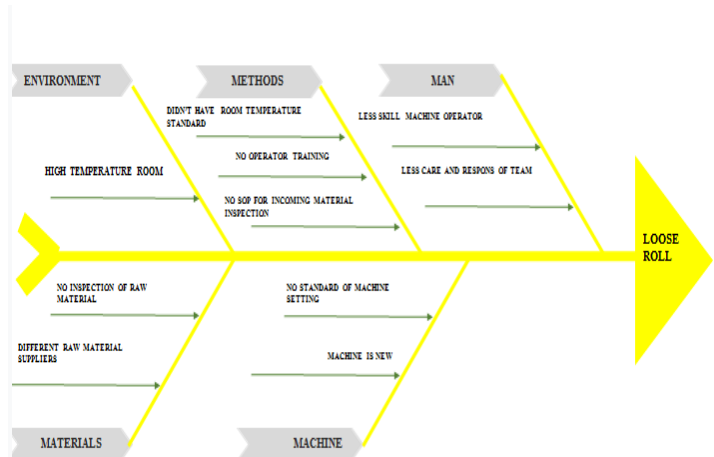 ENVIRONMENT
METHODS
MAN
DIDN'T HAVE ROOM TEMPERATURE
STANDARD
LESS SKILL MACHINE OPERATOR
NO OPERATOR TRAINING
HIGH TEMPERATURE ROOM
LESS CARE AND RESPONS OF TEAM
NO SOP FOR INCOMING MATERIAL
INSPECTION
LOOSE
ROLL
NO INSPECTION OF RAW
MATERIAL
NO STANDARD OF MACHINE
SETTING
DIFFERENT RAW MATERIAL
SUPPLIERS
MACHINE IS NEW
MATERIALS
MACHINE